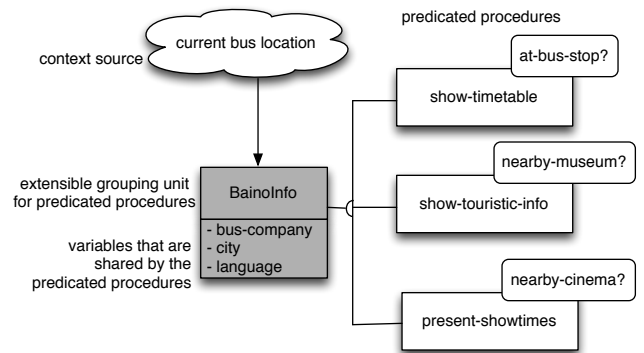 predicated procedures
current bus location
context source
at-bus-stop?
show-timetable
extensible grouping unit
for predicated procedures
BainoInfo
nearby-museum?
show-touristic-info
variables that are
shared by the
predicated procedures
- bus-company
- city
- language
nearby-cinema?
present-showtimes